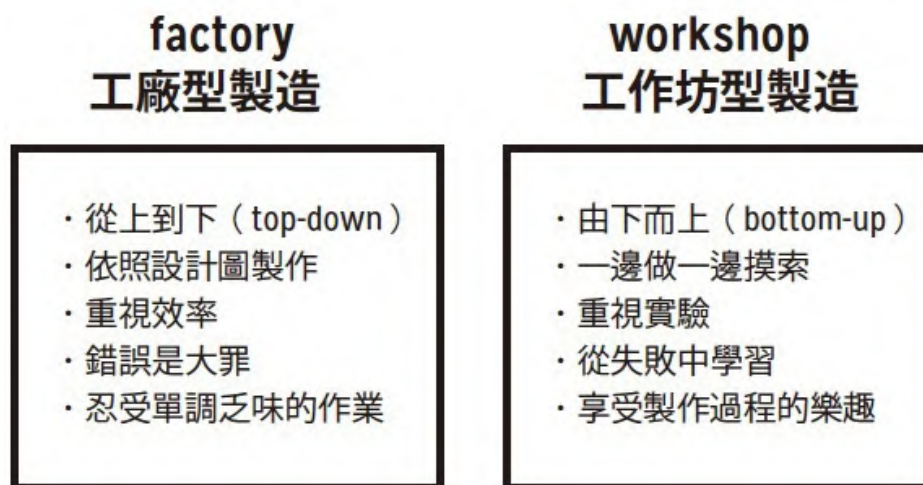 factory
工廠型製造
・從上到下（top-down）
・依照設計圖製作
・重視效率
・錯誤是大罪
・忍受單調乏味的作業
workshop
工作坊型製造
・由下而上（bottom-up）
・一邊做一邊摸索
・重視實驗
・從失敗中學習
・享受製作過程的樂趣